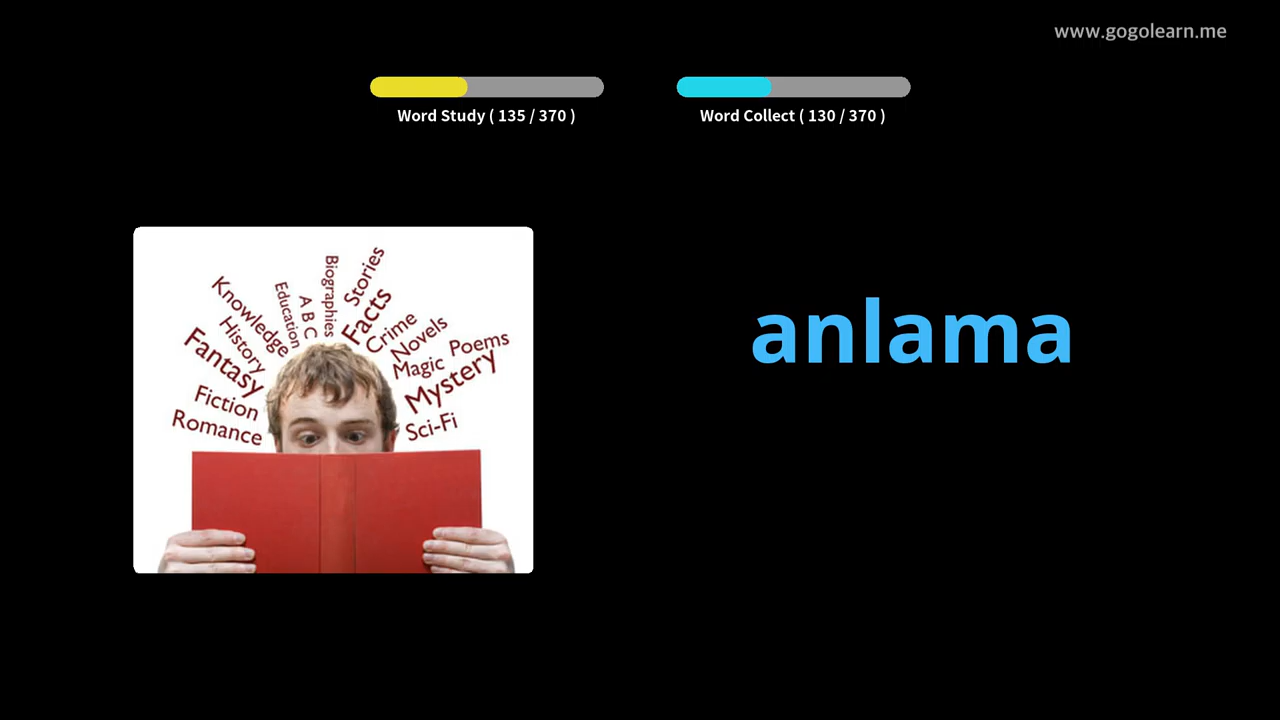 www.gogolearn.me
Word Study ( 135 / 370 )
Word Collect ( 130 / 370 )
anlama
Biographies
Stories
Education
A B C
Facts
Knowledge
Crime
History
Novels
Fantasy
Magic
Poems
Mystery
Fiction
Romance
Sci-Fi